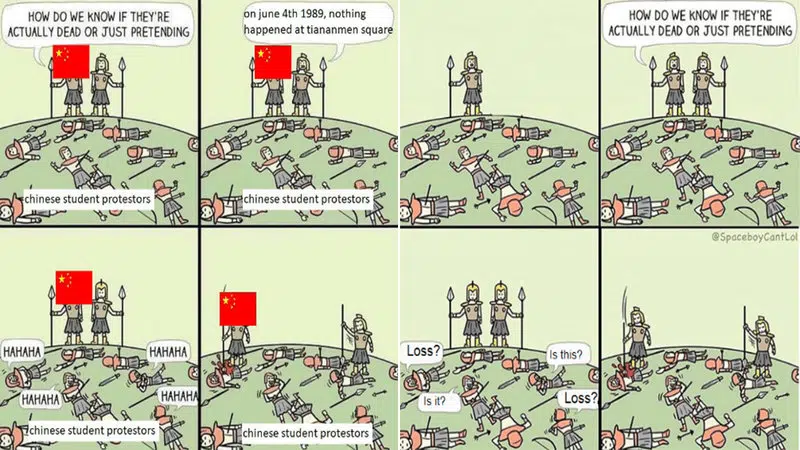 HOW DO WE KNOW IF THEY'RE
ACTUALLY DEAD OR JUST PRETENDING
on june 4th 1989, nothing
happened at tiananmen square
HOW DO WE KNOW IF THEY'RE
ACTUALLY DEAD OR JUST PRETENDING
chinese student protestors
chinese student protestors
@SpaceboyCantLol
HAHAHA
HAHAHA
HAHAHA
HAHAHA
chinese student protestors
chinese student protestors
Loss?
Is this?
Is it?
Loss?